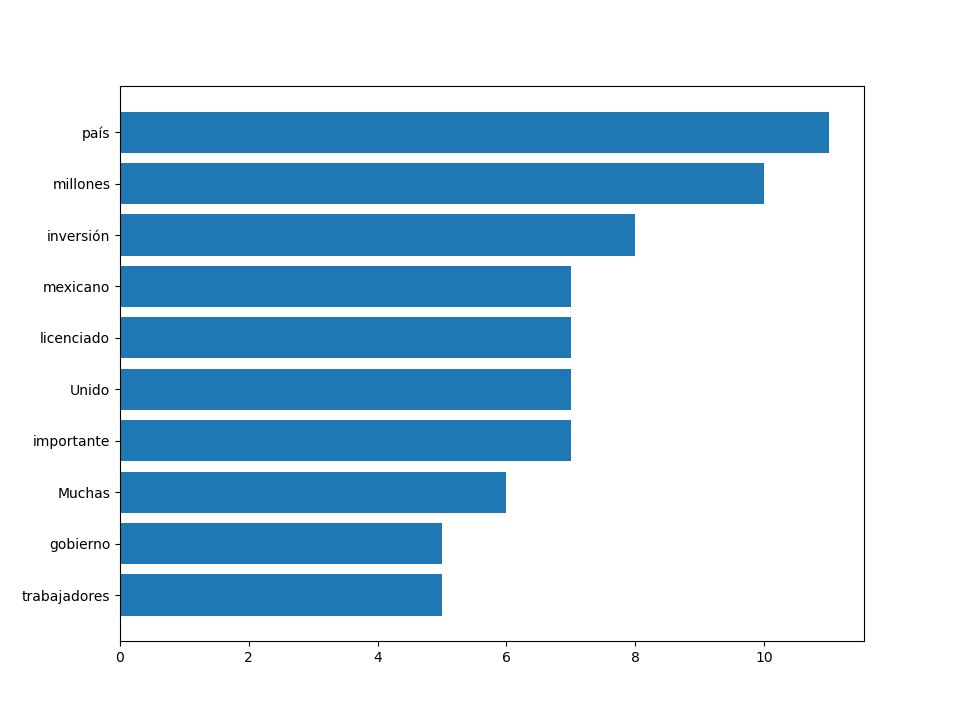 país
millones
inversión
mexicano
licenciado
Unido
importante
Muchas
gobierno
trabajadores
0 2 4 6 8 10